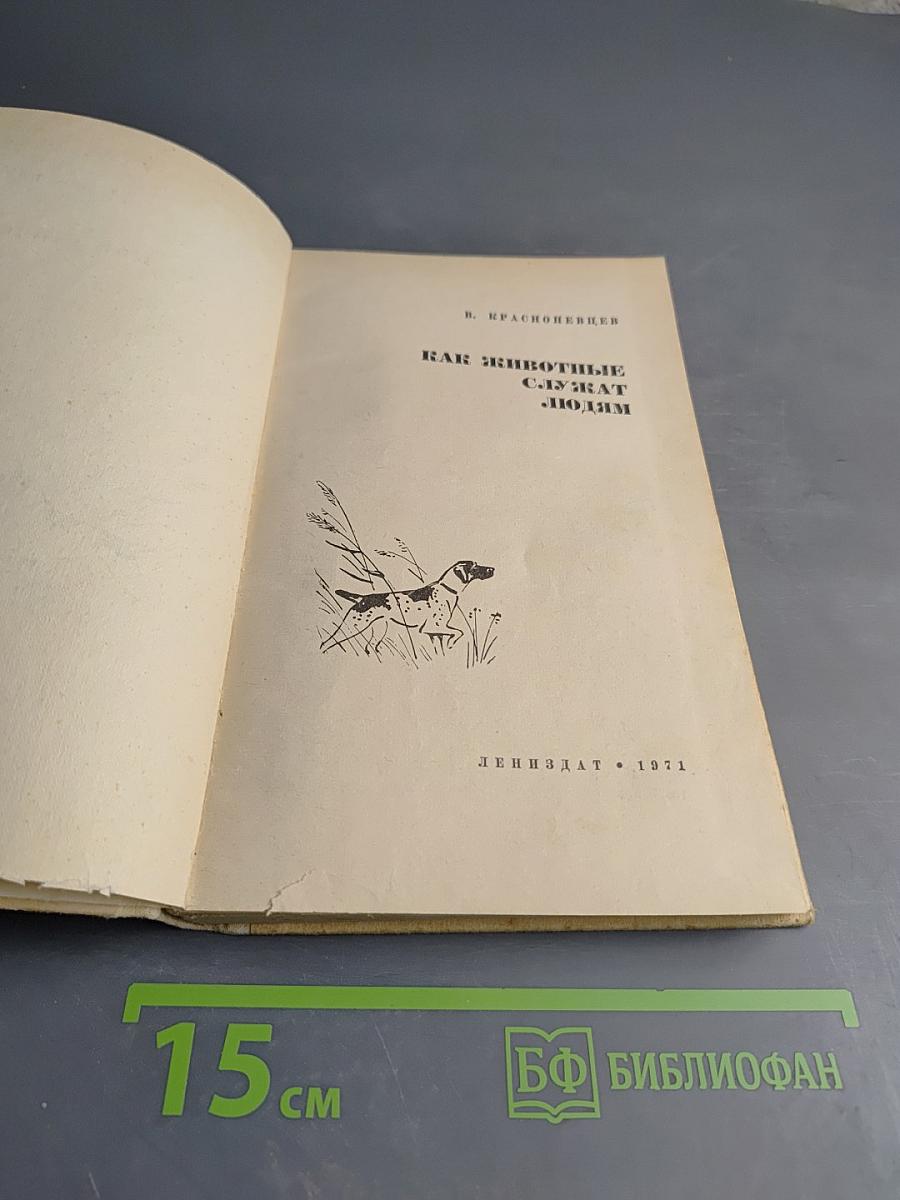 В. КРАСНОПЕВЦЕВ
КАК ЖИВОТНЫЕ
СЛУЖАТ
ЛЮДЯМ
ЛЕНИЗДАТ • 1971
15 см
БФ БИБЛИОФАН